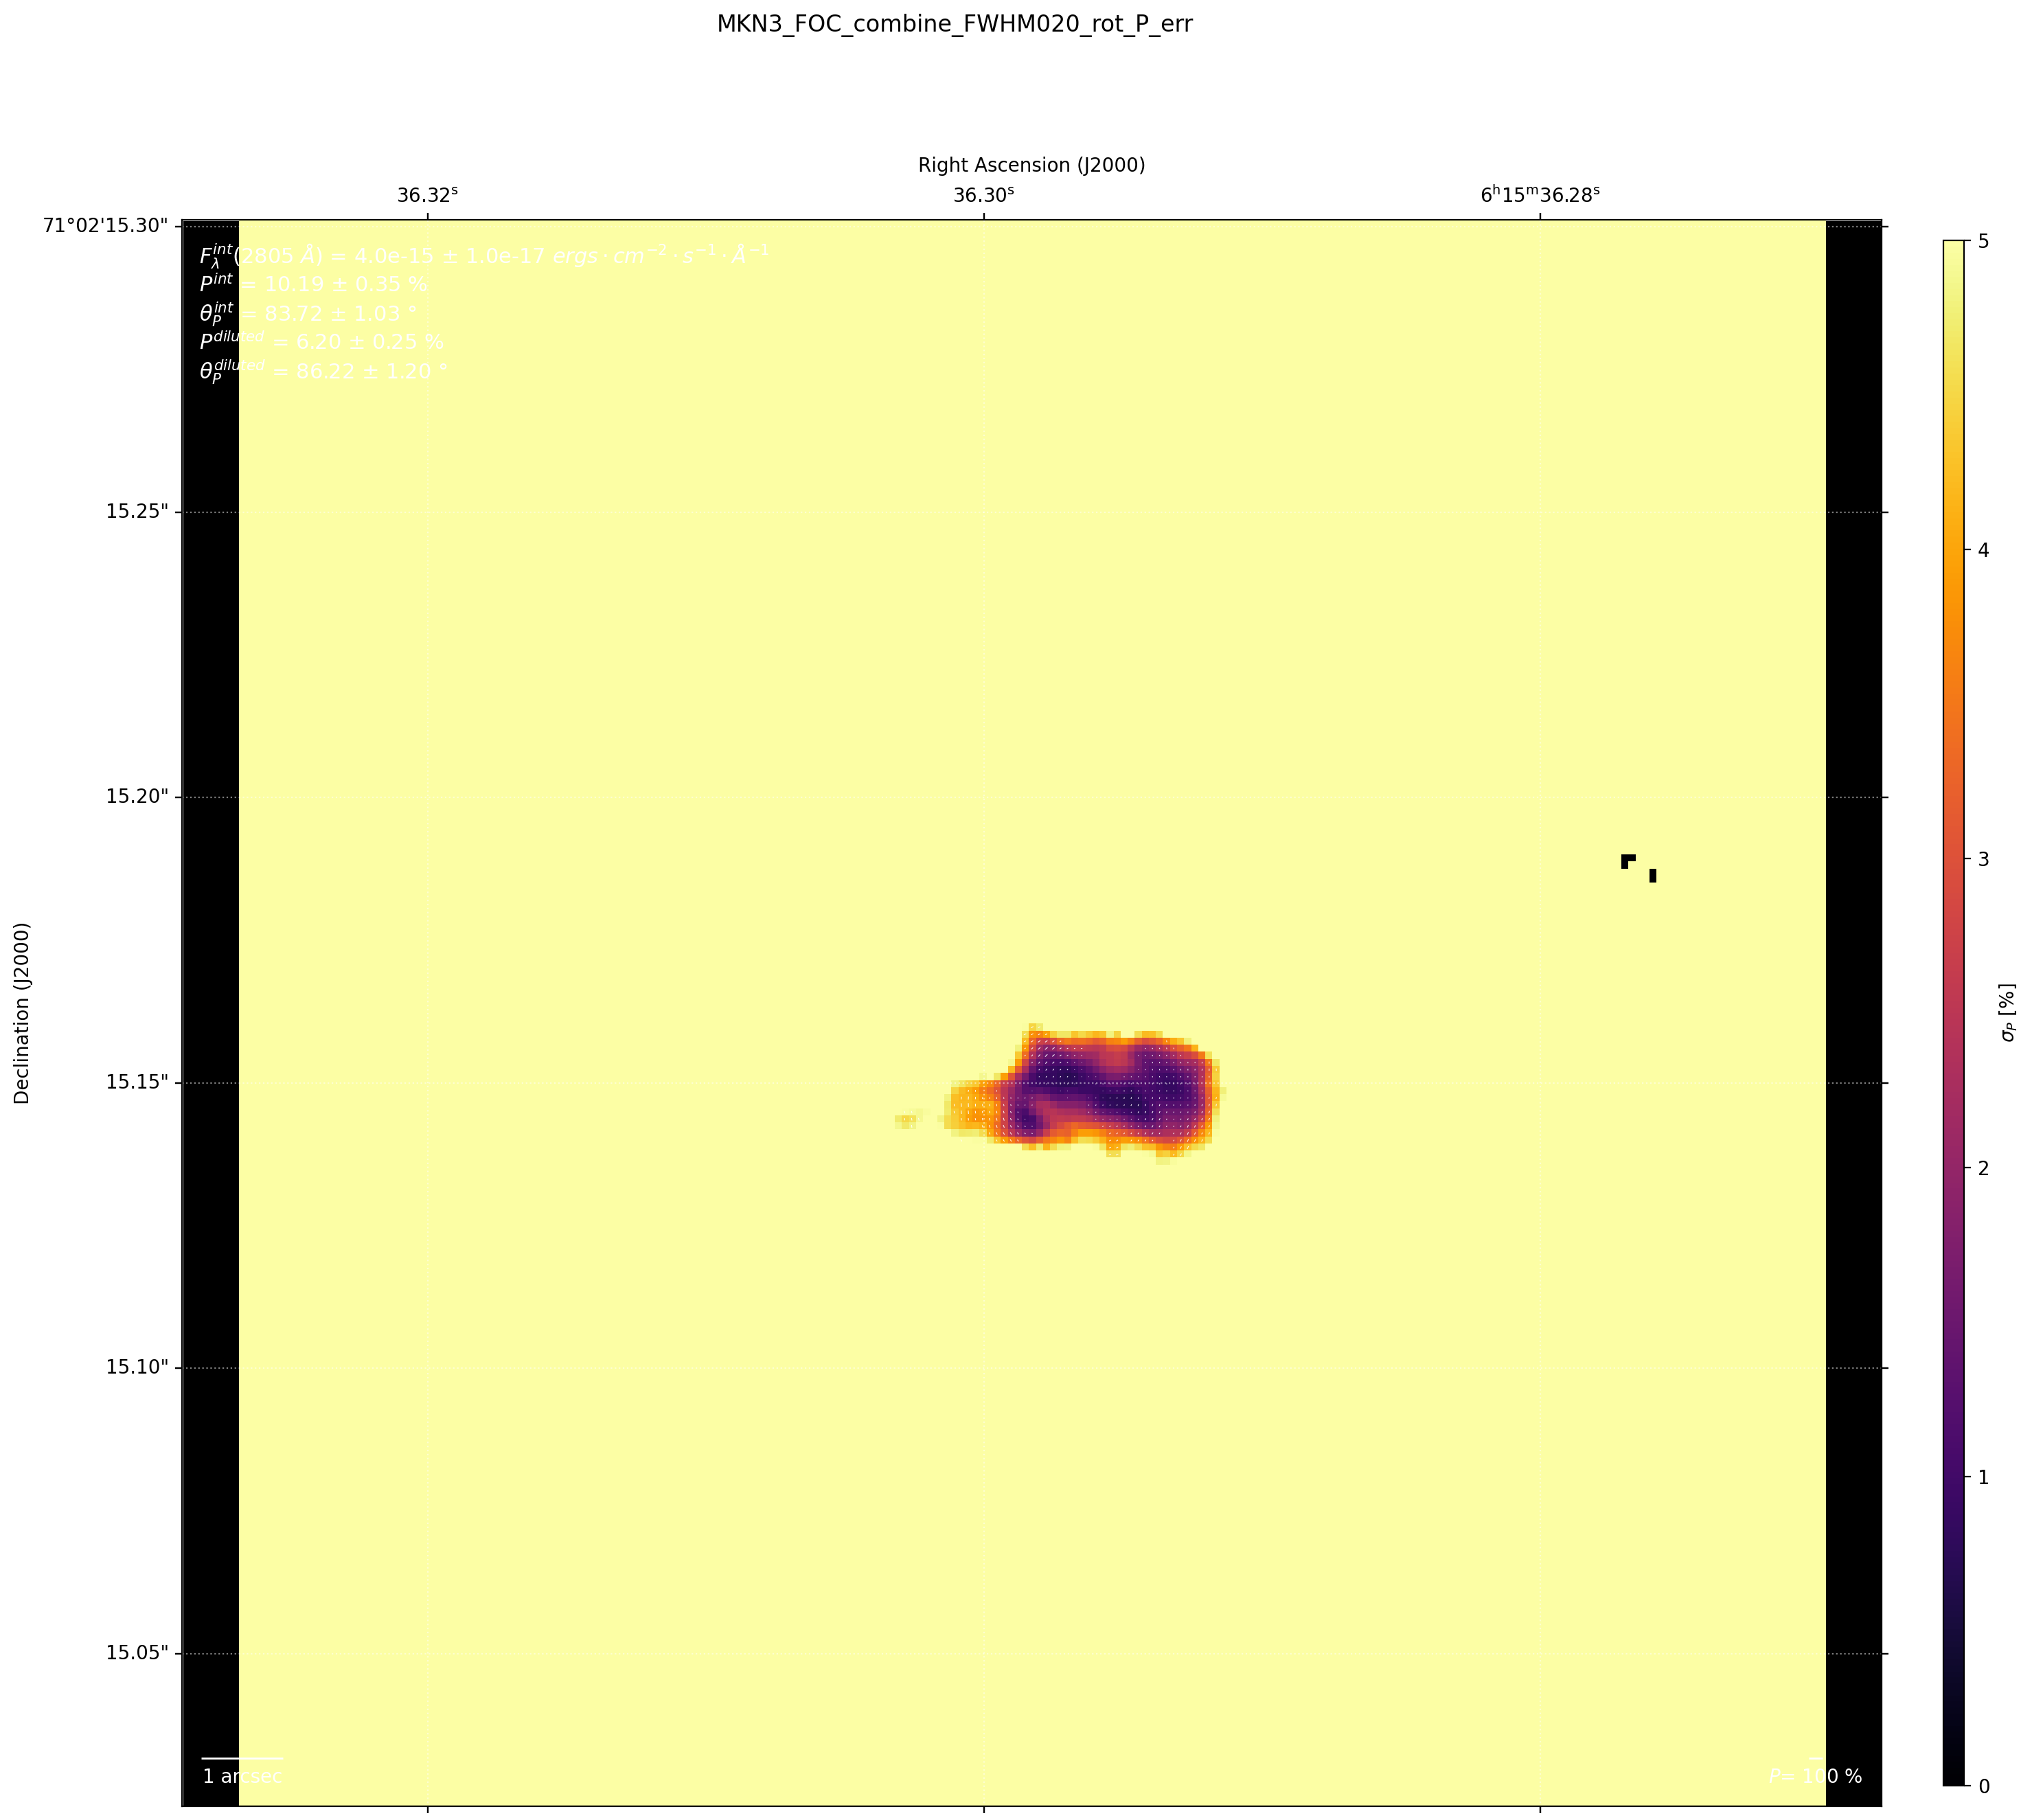 MKN3_FOC_combine_FWHM020_rot_P_err
Right Ascension (J2000)
36.32ˢ 36.30ˢ 6ʰ15ᵐ36.28ˢ
71°02'15.30"
15.25"
15.20"
15.15"
15.10"
15.05"
Declination (J2000)
F_λ^int (2805 Å) = 4.0e-15 ± 1.0e-17 ergs · cm⁻² · s⁻¹ · Å⁻¹
P^int = 10.19 ± 0.35 %
θ_P^int = 83.72 ± 1.03 °
P^diluted = 6.20 ± 0.25 %
θ_P^diluted = 86.22 ± 1.20 °
1 arcsec
P= 100 %
5
4
3
2
1
0
σ_P [%]